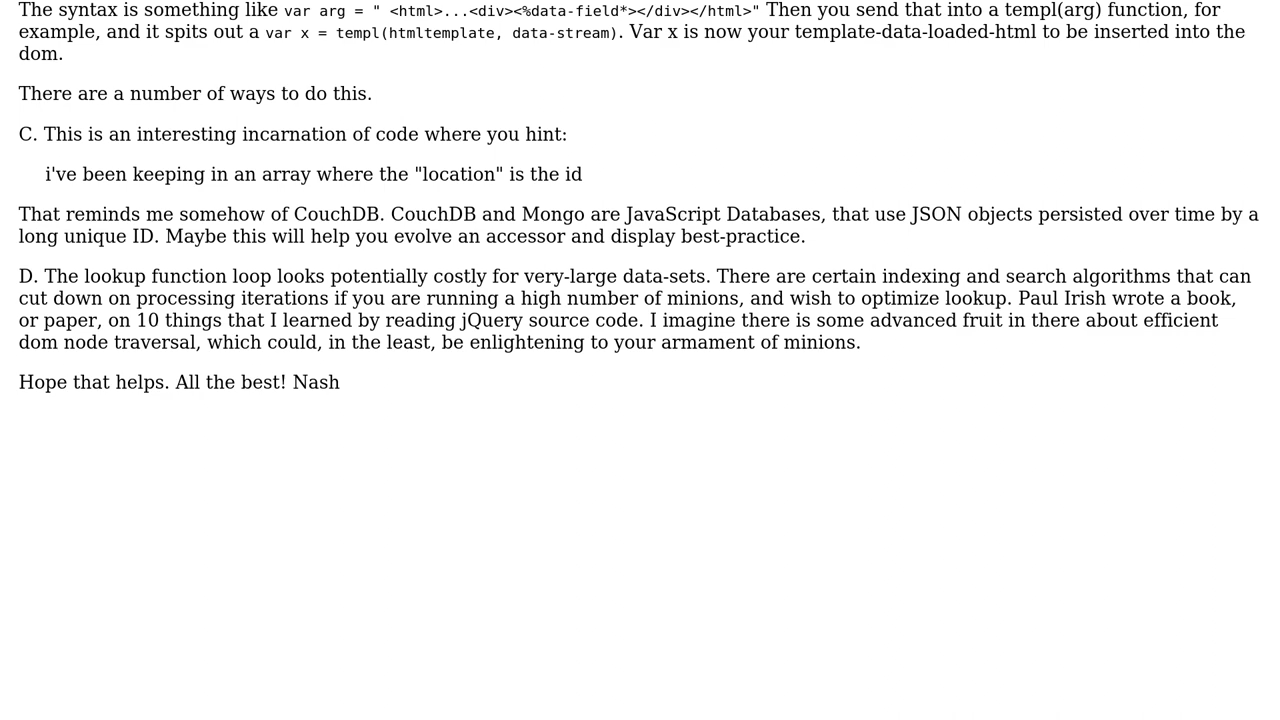 The syntax is something like var arg = " <html>...<div><%data-field*></div></html>" Then you send that into a templ(arg) function, for
example, and it spits out a var x = templ(htmltemplate, data-stream). Var x is now your template-data-loaded-html to be inserted into the
dom.
There are a number of ways to do this.
C. This is an interesting incarnation of code where you hint:
i've been keeping in an array where the "location" is the id
That reminds me somehow of CouchDB. CouchDB and Mongo are JavaScript Databases, that use JSON objects persisted over time by a
long unique ID. Maybe this will help you evolve an accessor and display best-practice.
D. The lookup function loop looks potentially costly for very-large data-sets. There are certain indexing and search algorithms that can
cut down on processing iterations if you are running a high number of minions, and wish to optimize lookup. Paul Irish wrote a book,
or paper, on 10 things that I learned by reading jQuery source code. I imagine there is some advanced fruit in there about efficient
dom node traversal, which could, in the least, be enlightening to your armament of minions.
Hope that helps. All the best! Nash